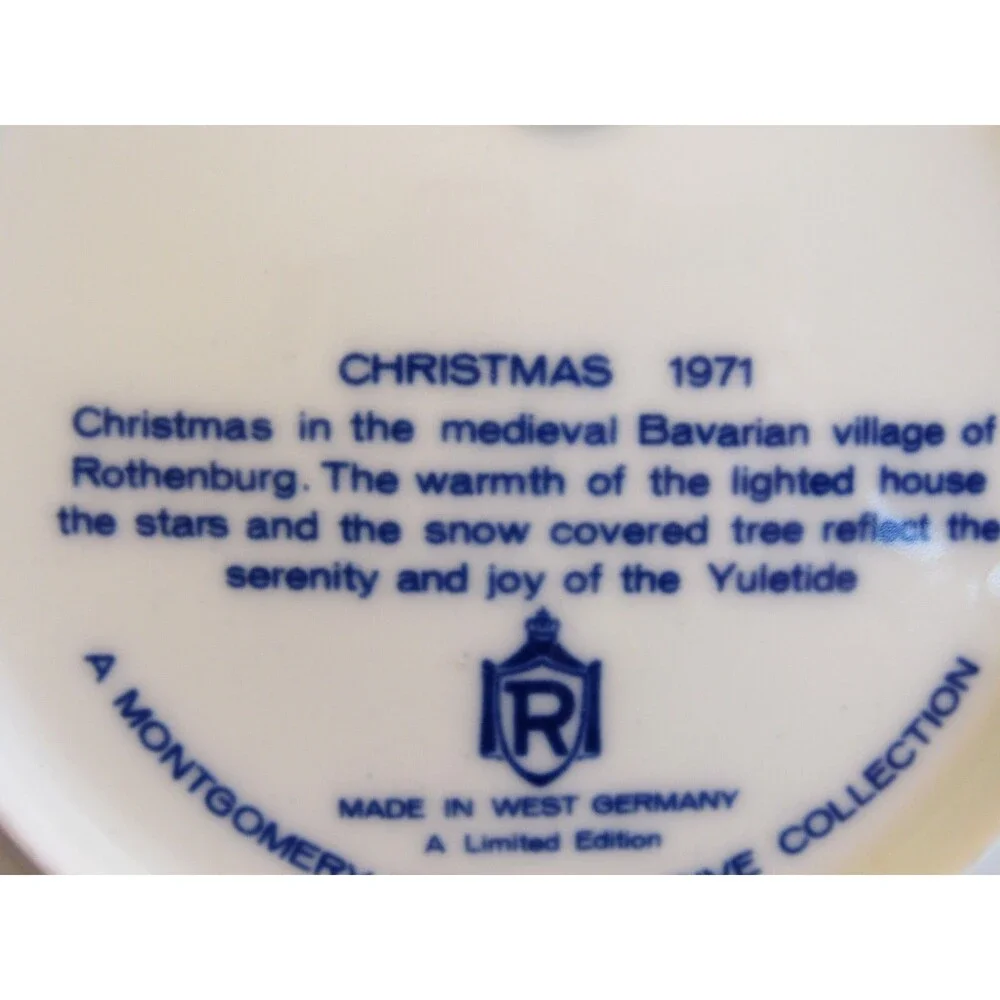 CHRISTMAS 1971
Christmas in the medieval Bavarian village of
Rothenburg. The warmth of the lighted house
the stars and the snow covered tree reflect the
serenity and joy of the Yuletide
R
MADE IN WEST GERMANY
A Limited Edition
A MONTGOMERY COLLECTION